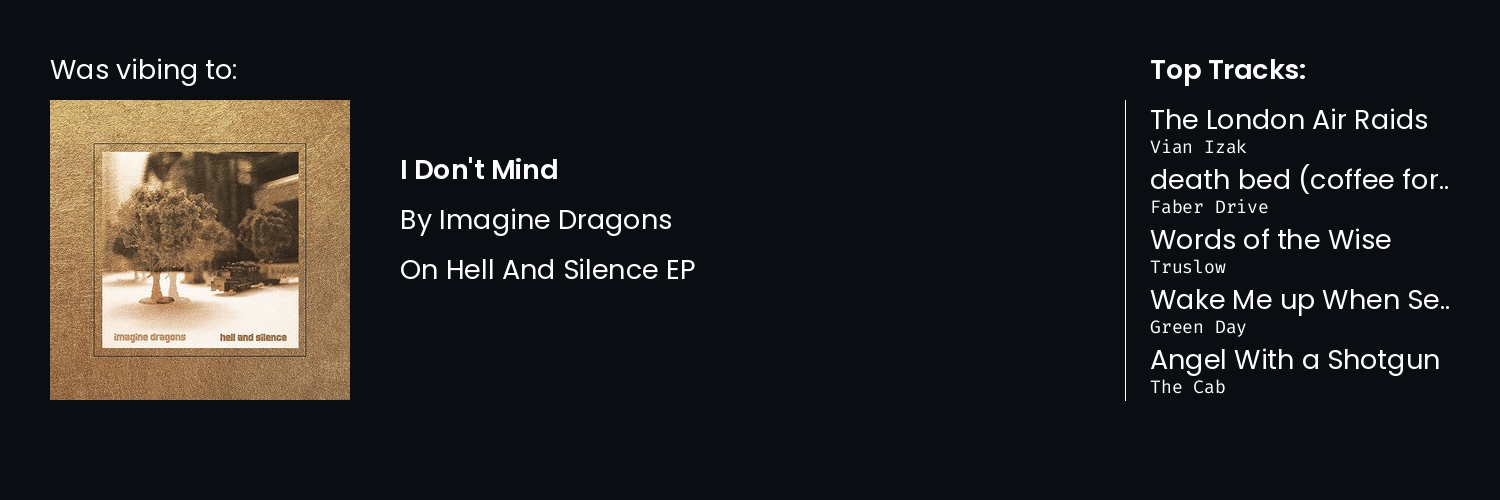 Was vibing to:
imagine dragons
hell and silence
I Don't Mind
By Imagine Dragons
On Hell And Silence EP
Top Tracks:
The London Air Raids
Vian Izak
death bed (coffee for..
Faber Drive
Words of the Wise
Truslow
Wake Me up When Se..
Green Day
Angel With a Shotgun
The Cab